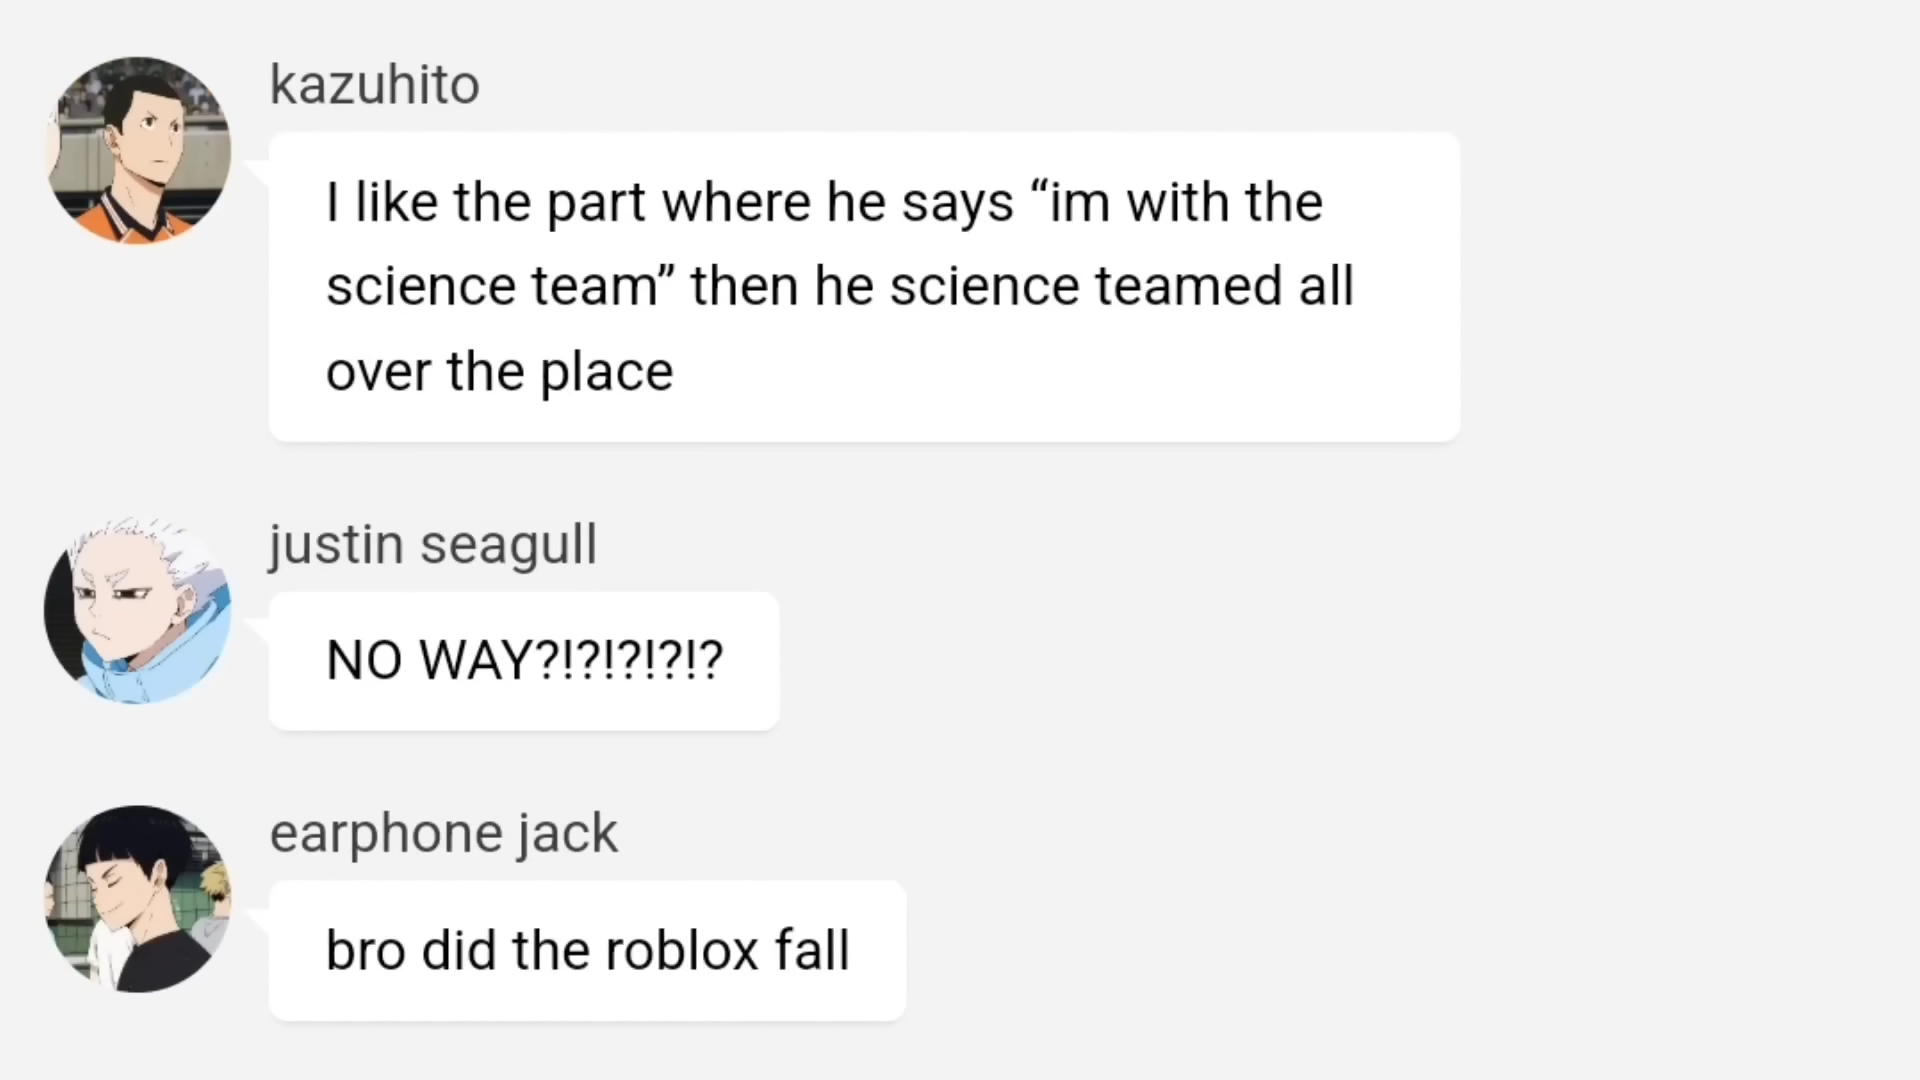 kazuhito
I like the part where he says “im with the
science team” then he science teamed all
over the place
justin seagull
NO WAY?!?!?!?!?
earphone jack
bro did the roblox fall